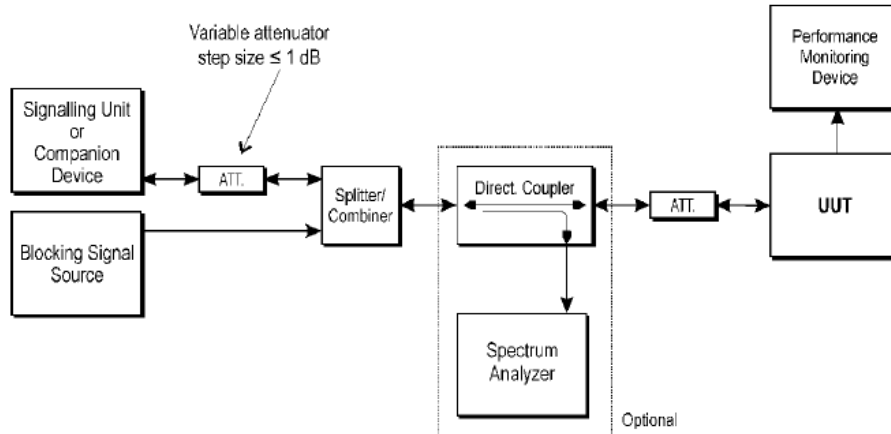 Variable attenuator
step size ≤ 1 dB
Performance
Monitoring
Device
Signalling Unit
or
Companion
Device
ATT.
Splitter/
Combiner
Direct. Coupler
ATT.
UUT
Blocking Signal
Source
Spectrum
Analyzer
Optional